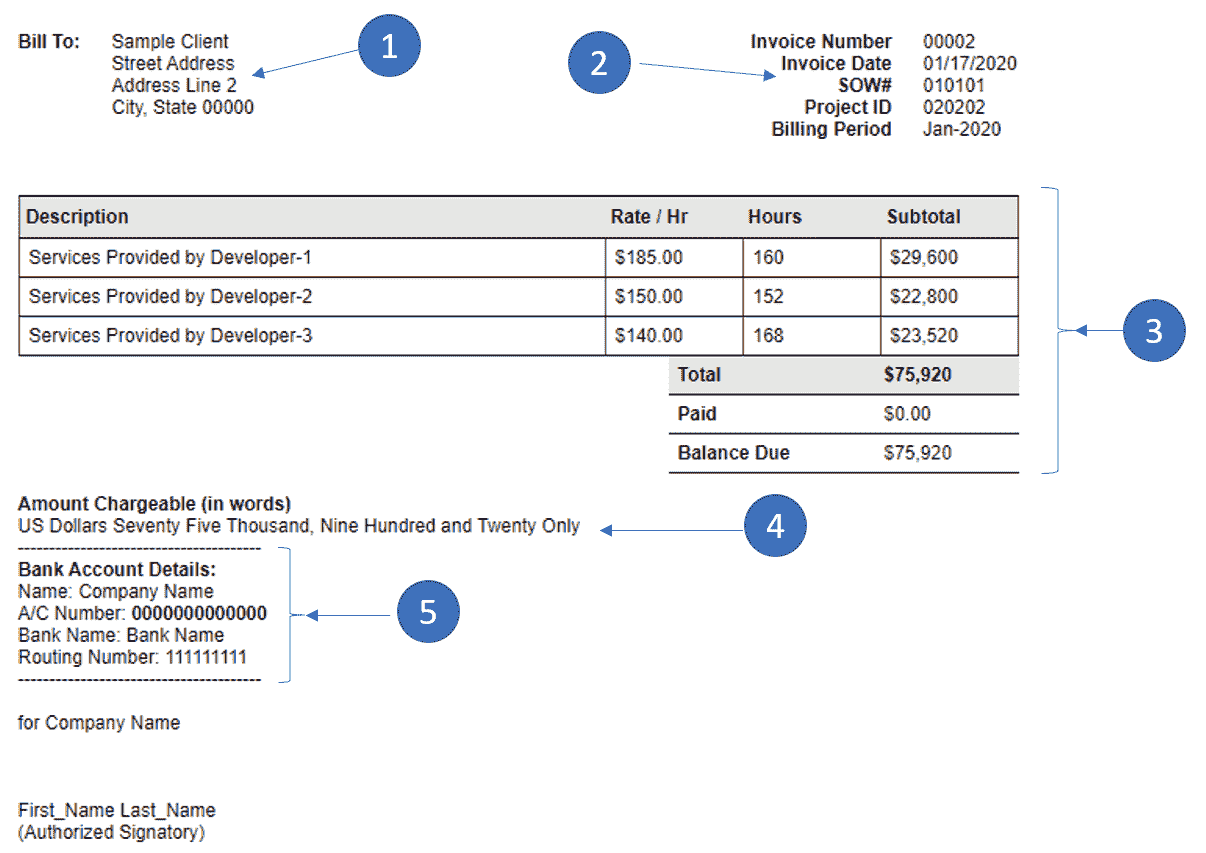 Bill To: Sample Client
Street Address
Address Line 2
City, State 00000
1
2
Invoice Number 00002
Invoice Date 01/17/2020
SOW# 010101
Project ID 020202
Billing Period Jan-2020
Description Rate / Hr Hours Subtotal
Services Provided by Developer-1 $185.00 160 $29,600
Services Provided by Developer-2 $150.00 152 $22,800
Services Provided by Developer-3 $140.00 168 $23,520
Total $75,920
Paid $0.00
Balance Due $75,920
3
Amount Chargeable (in words)
US Dollars Seventy Five Thousand, Nine Hundred and Twenty Only
4
---------------------------------------
Bank Account Details:
Name: Company Name
A/C Number: 0000000000000
Bank Name: Bank Name
Routing Number: 111111111
---------------------------------------
5
for Company Name
First_Name Last_Name
(Authorized Signatory)